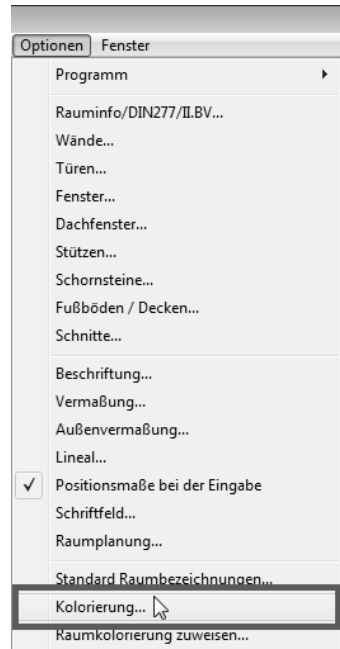 Optionen Fenster
Programm
Rauminfo/DIN277/II.BV...
Wände...
Türen...
Fenster...
Dachfenster...
Stützen...
Schornsteine...
Fußböden / Decken...
Schnitte...
Beschriftung...
Vermaßung...
Außenvermaßung...
Lineal...
Positionsmaße bei der Eingabe
Schriftfeld...
Raumplanung...
Standard Raumbezeichnungen...
Kolorierung...
Raumkolorierung zuweisen...